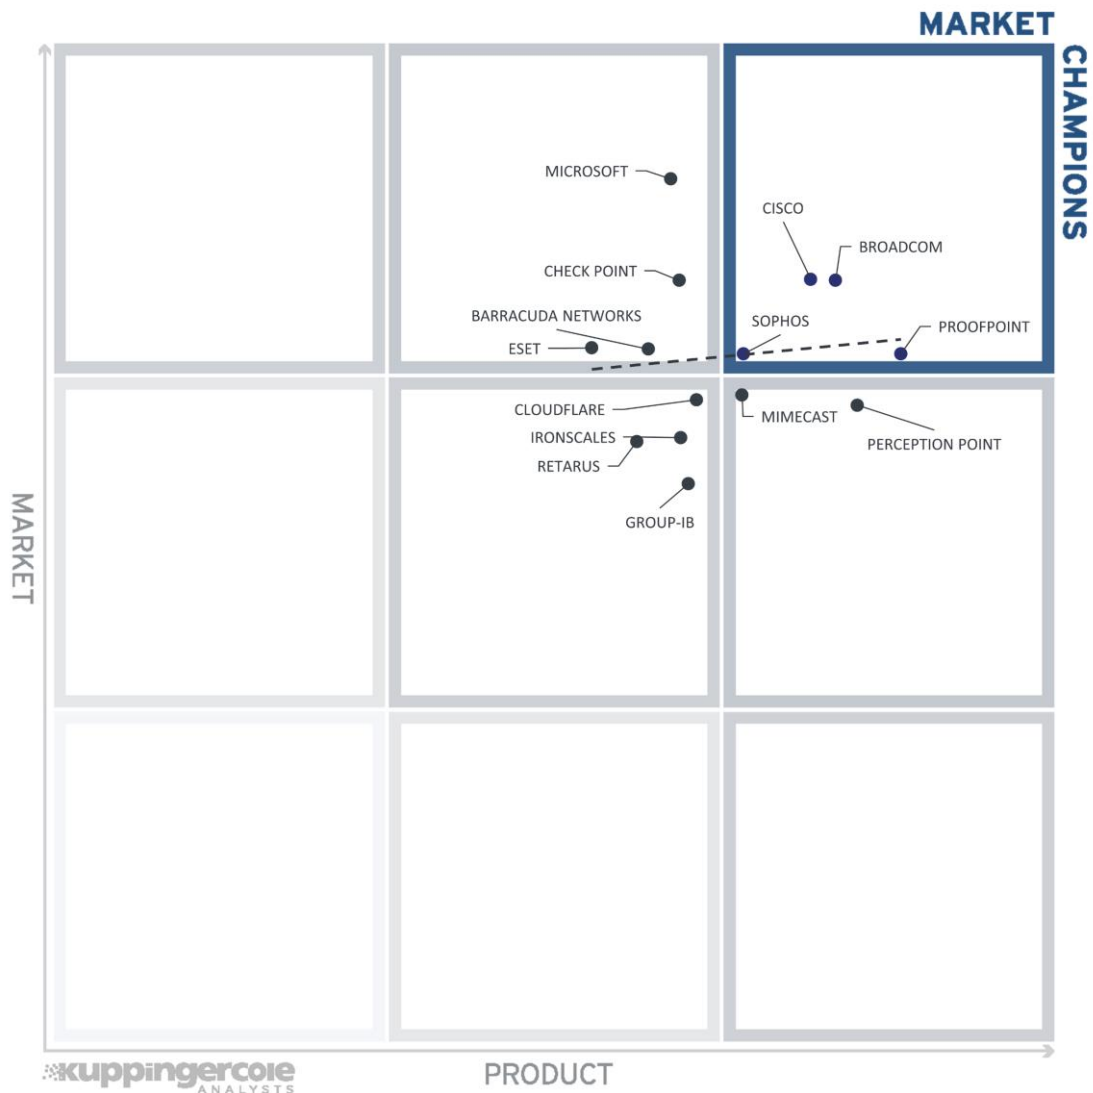 MARKET
CHAMPIONS
MICROSOFT
CISCO
BROADCOM
CHECK POINT
BARRACUDA NETWORKS
SOPHOS
PROOFPOINT
ESET
CLOUDFLARE
MIMECAST
IRONSCALES
PERCEPTION POINT
RETARUS
GROUP-IB
MARKET
kuppingercole
ANALYSTS
PRODUCT